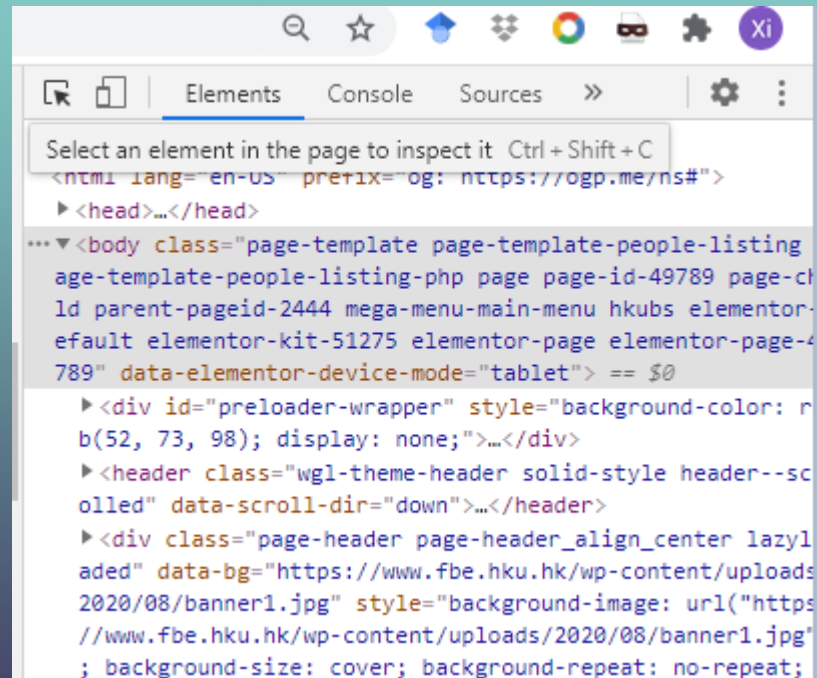 Xi
Elements Console Sources »
Select an element in the page to inspect it Ctrl + Shift + C
<html lang="en-US" prefix="og: https://ogp.me/ns#">
▶<head>…</head>
…▼<body class="page-template page-template-people-listing
age-template-people-listing-php page page-id-49789 page-ch
ld parent-pageid-2444 mega-menu-main-menu hkubs elementor-
efault elementor-kit-51275 elementor-page elementor-page-4
789" data-elementor-device-mode="tablet"> == $0
▶<div id="preloader-wrapper" style="background-color: r
b(52, 73, 98); display: none;">…</div>
▶<header class="wgl-theme-header solid-style header--sc
olled" data-scroll-dir="down">…</header>
▶<div class="page-header page-header_align_center lazyl
aded" data-bg="https://www.fbe.hku.hk/wp-content/uploads
2020/08/banner1.jpg" style="background-image: url("https
//www.fbe.hku.hk/wp-content/uploads/2020/08/banner1.jpg"
; background-size: cover; background-repeat: no-repeat;